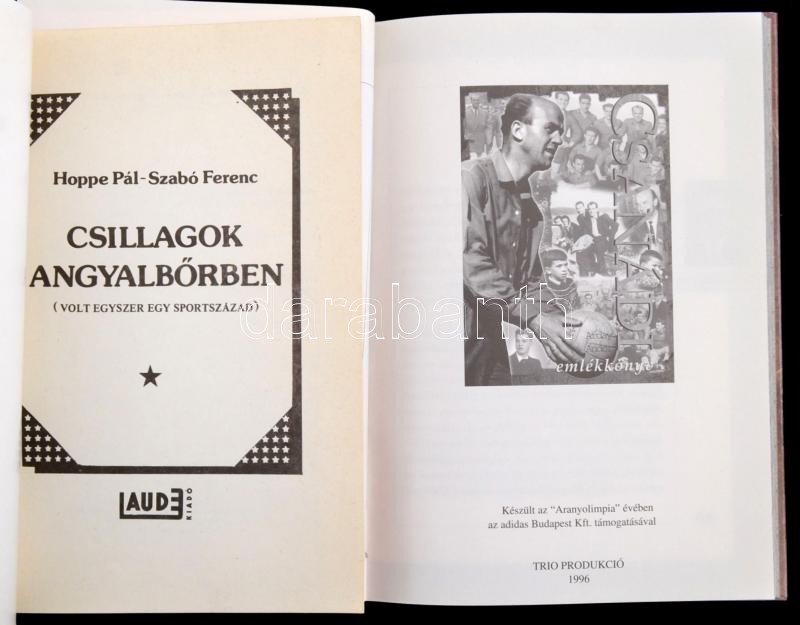 Hoppe Pál-Szabó Ferenc
CSILLAGOK
ANGYALBŐRBEN
(VOLT EGYSZER EGY SPORTSZÁZAD)
LAUDE
KIADÓ
CSANÁDI
emlékkönyv
Készült az "Aranyolimpia" évében
az adidas Budapest Kft. támogatásával
TRIO PRODUKCIÓ
1996
darabanth